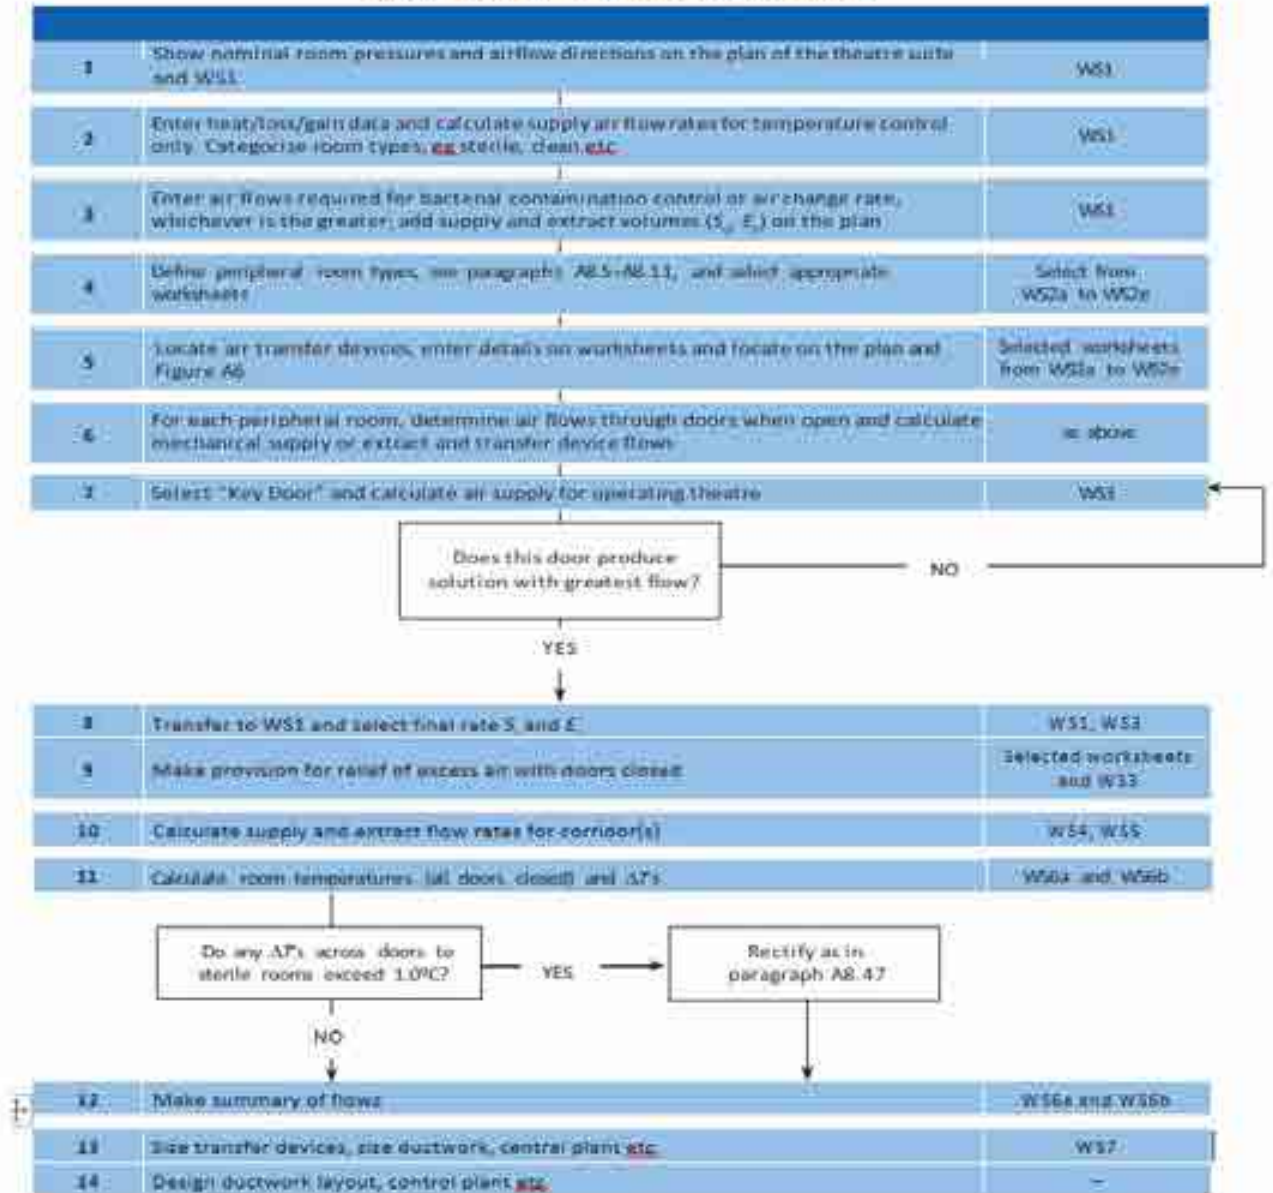 1
Show nominal room pressures and airflow directions on the plan of the theatre suite
and WS1
WS1
2
Enter heat/loss/gain data and calculate supply air flow rates for temperature control
only. Categorise room types, eg sterile, clean etc
WS1
3
Enter air flows required for bacterial contamination control or air change rate,
whichever is the greater; add supply and extract volumes (S, E,) on the plan
WS1
4
Define peripheral room types, see paragraphs A8.5–A8.11, and select appropriate
worksheets
Select from
WS2a to WS2e
5
Locate air transfer devices, enter details on worksheets and locate on the plan and
Figure A6
Selected worksheets
from WS2a to WS2e
6
For each peripheral room, determine air flows through doors when open and calculate
mechanical supply or extract and transfer device flows
as above
7
Select "Key Door" and calculate air supply for operating theatre
WS3
Does this door produce
solution with greatest flow?
NO
YES
8
Transfer to WS1 and select final rate S, and E,
WS1, WS3
9
Make provision for relief of excess air with doors closed
Selected worksheets
and WS3
10
Calculate supply and extract flow rates for corridor(s)
WS4, WS5
11
Calculate room temperatures (all doors closed) and ΔT's
WS6a and WS6b
Do any ΔT's across doors to
sterile rooms exceed 1.0ºC?
YES
Rectify as in
paragraph A8.47
NO
12
Make summary of flows
WS6a and WS6b
13
Size transfer devices, size ductwork, central plant etc
WS7
14
Design ductwork layout, control plant etc
–